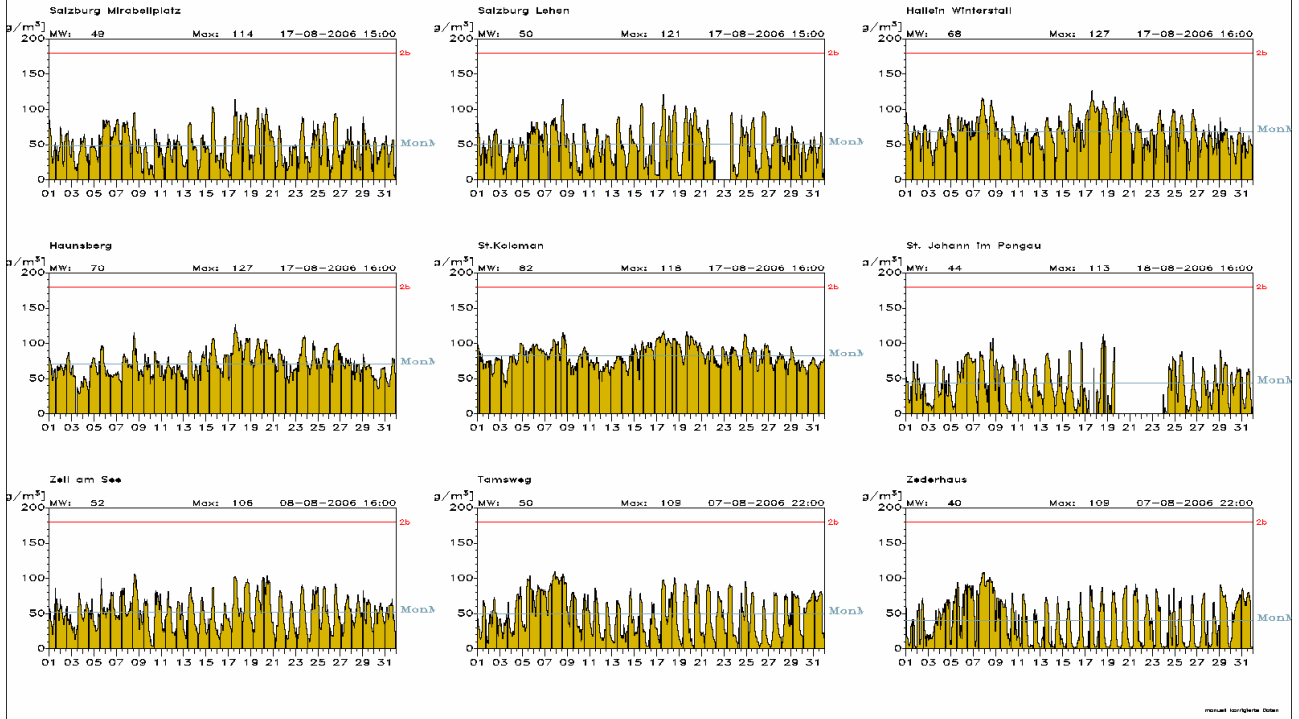 Salzburg Mirabellplatz
g/m³]
MW: 49 Max: 114 17-08-2006 15:00
200
150
100
50
0
2b
MonM
01 03 05 07 09 11 13 15 17 19 21 23 25 27 29 31
Salzburg Lehen
g/m³]
MW: 50 Max: 121 17-08-2006 15:00
200
150
100
50
0
2b
MonM
01 03 05 07 09 11 13 15 17 19 21 23 25 27 29 31
Hallein Winterstall
g/m³]
MW: 68 Max: 127 17-08-2006 16:00
200
150
100
50
0
2b
MonM
01 03 05 07 09 11 13 15 17 19 21 23 25 27 29 31
Haunsberg
g/m³]
MW: 70 Max: 127 17-08-2006 16:00
200
150
100
50
0
2b
MonM
01 03 05 07 09 11 13 15 17 19 21 23 25 27 29 31
St.Koloman
g/m³]
MW: 82 Max: 118 17-08-2006 16:00
200
150
100
50
0
2b
MonM
01 03 05 07 09 11 13 15 17 19 21 23 25 27 29 31
St. Johann im Pongau
g/m³]
MW: 44 Max: 113 18-08-2006 16:00
200
150
100
50
0
2b
MonM
01 03 05 07 09 11 13 15 17 19 21 23 25 27 29 31
Zell am See
g/m³]
MW: 52 Max: 106 08-08-2006 16:00
200
150
100
50
0
2b
MonM
01 03 05 07 09 11 13 15 17 19 21 23 25 27 29 31
Tamsweg
g/m³]
MW: 50 Max: 109 07-08-2006 22:00
200
150
100
50
0
2b
MonM
01 03 05 07 09 11 13 15 17 19 21 23 25 27 29 31
Zederhaus
g/m³]
MW: 40 Max: 109 07-08-2006 22:00
200
150
100
50
0
2b
MonM
01 03 05 07 09 11 13 15 17 19 21 23 25 27 29 31
manuell korrigierte Daten